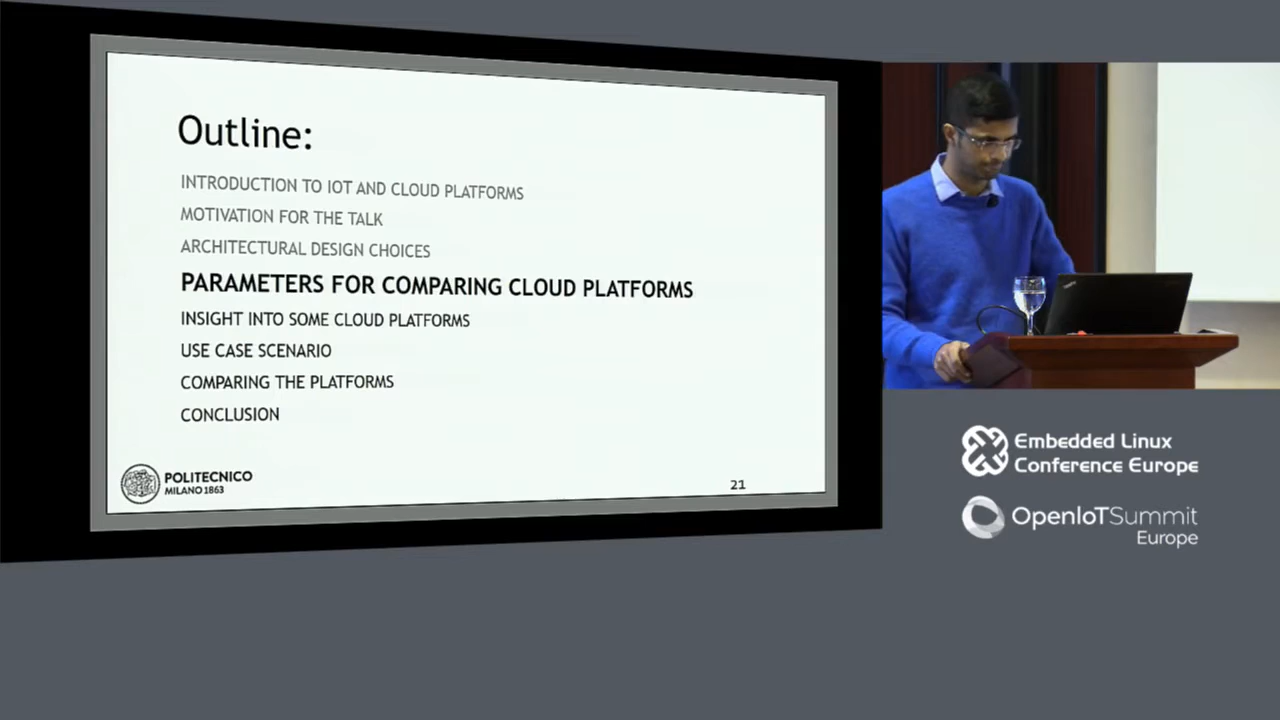 Outline:
INTRODUCTION TO IOT AND CLOUD PLATFORMS
MOTIVATION FOR THE TALK
ARCHITECTURAL DESIGN CHOICES
PARAMETERS FOR COMPARING CLOUD PLATFORMS
INSIGHT INTO SOME CLOUD PLATFORMS
USE CASE SCENARIO
COMPARING THE PLATFORMS
CONCLUSION
POLITECNICO
MILANO 1863
21
Embedded Linux
Conference Europe
OpenIoTSummit
Europe